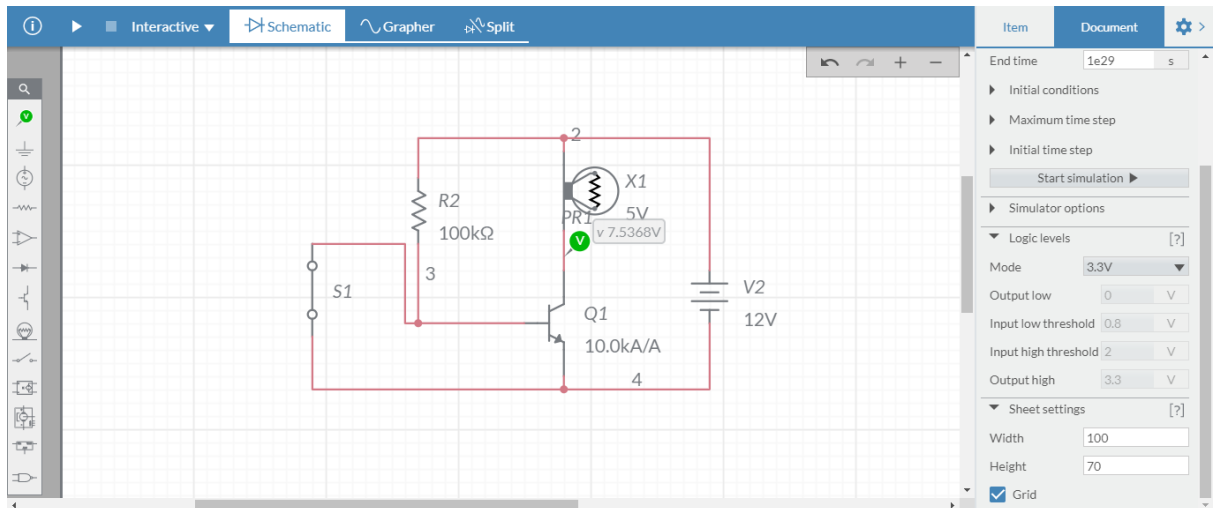 Interactive Schematic Grapher Split Item Document
End time 1e29 s
Initial conditions
Maximum time step
Initial time step
Start simulation
Simulator options
Logic levels [?]
Mode 3.3V
Output low 0 V
Input low threshold 0.8 V
Input high threshold 2 V
Output high 3.3 V
Sheet settings [?]
Width 100
Height 70
Grid
2
X1
5V
R2
100kΩ
PR1
V
v 7.5368V
3
S1
Q1
10.0kA/A
V2
12V
4
V